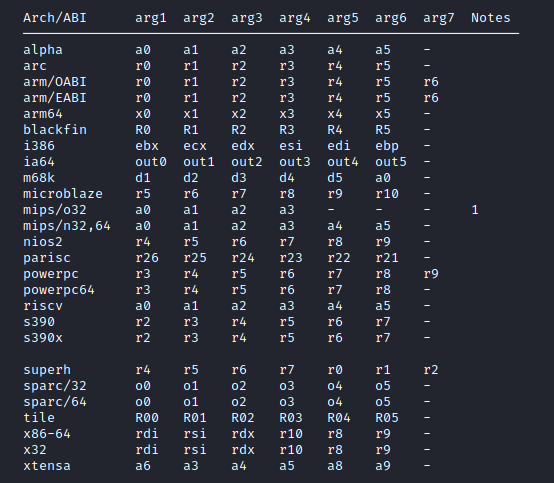 Arch/ABI arg1 arg2 arg3 arg4 arg5 arg6 arg7 Notes
alpha a0 a1 a2 a3 a4 a5 -
arc r0 r1 r2 r3 r4 r5 -
arm/OABI r0 r1 r2 r3 r4 r5 r6
arm/EABI r0 r1 r2 r3 r4 r5 r6
arm64 x0 x1 x2 x3 x4 x5 -
blackfin R0 R1 R2 R3 R4 R5 -
i386 ebx ecx edx esi edi ebp -
ia64 out0 out1 out2 out3 out4 out5 -
m68k d1 d2 d3 d4 d5 a0 -
microblaze r5 r6 r7 r8 r9 r10 -
mips/o32 a0 a1 a2 a3 - - - 1
mips/n32,64 a0 a1 a2 a3 a4 a5 -
nios2 r4 r5 r6 r7 r8 r9 -
parisc r26 r25 r24 r23 r22 r21 -
powerpc r3 r4 r5 r6 r7 r8 r9
powerpc64 r3 r4 r5 r6 r7 r8 -
riscv a0 a1 a2 a3 a4 a5 -
s390 r2 r3 r4 r5 r6 r7 -
s390x r2 r3 r4 r5 r6 r7 -
superh r4 r5 r6 r7 r0 r1 r2
sparc/32 o0 o1 o2 o3 o4 o5 -
sparc/64 o0 o1 o2 o3 o4 o5 -
tile R00 R01 R02 R03 R04 R05 -
x86-64 rdi rsi rdx r10 r8 r9 -
x32 rdi rsi rdx r10 r8 r9 -
xtensa a6 a3 a4 a5 a8 a9 -